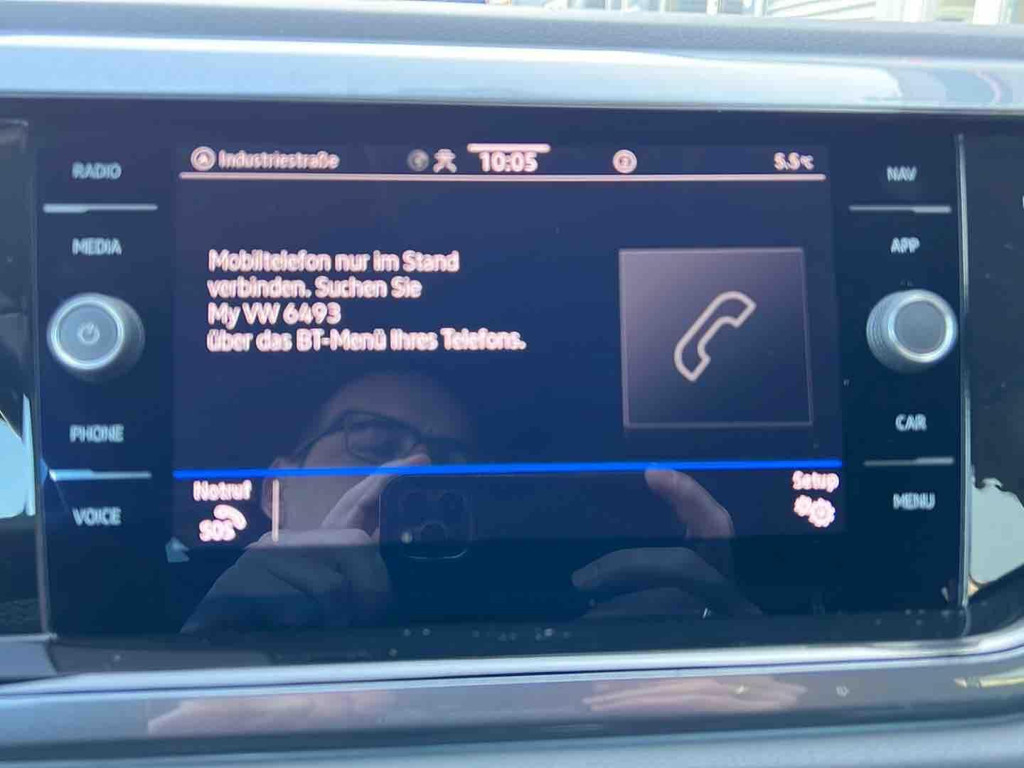 RADIO
Industriestraße
10:05
5.5°C
NAV
MEDIA
APP
Mobiltelefon nur im Stand
verbinden. Suchen Sie
My VW 6493
über das BT-Menü Ihres Telefons.
PHONE
CAR
Notruf
SOS
Setup
VOICE
MENU